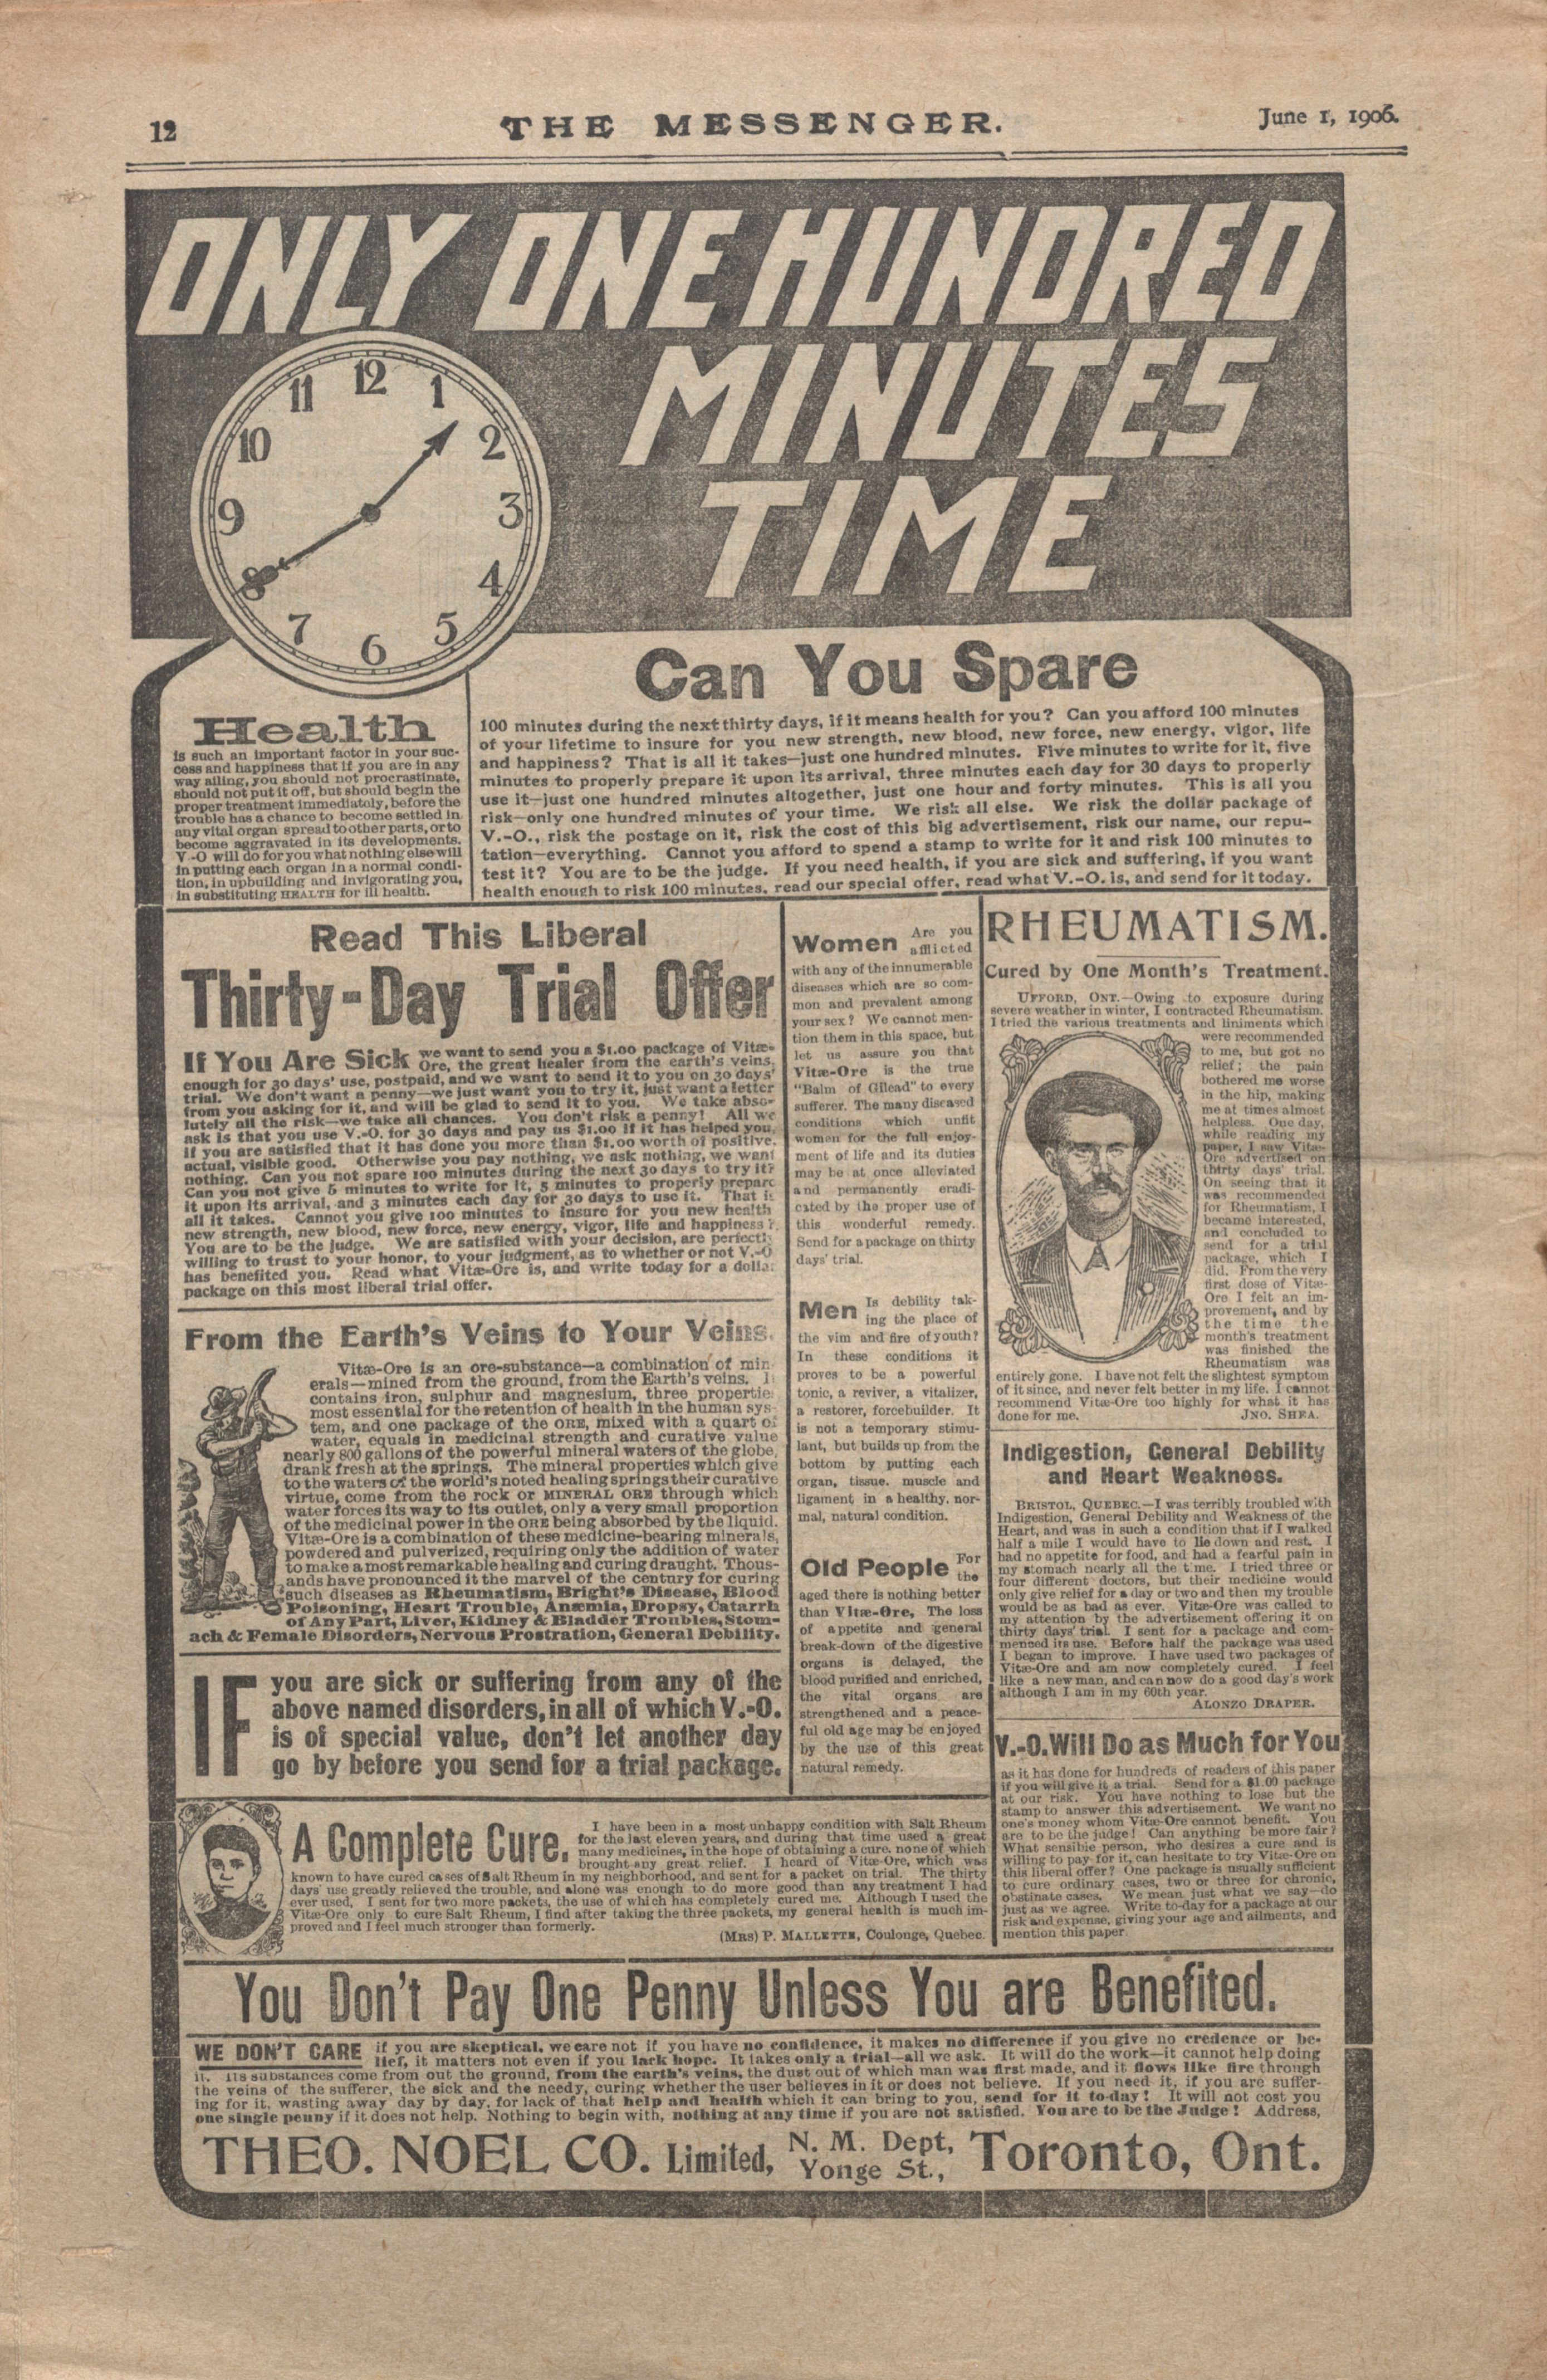 12
THE MESSENGER.
June 1, 1906.
ONLY ONE HUNDRED
MINUTES
TIME
12
1
2
3
4
5
6
7
8
9
10
11
Health
is such an important factor in your suc-
cess and happiness that if you are in any
way ailing, you should not procrastinate,
should not put it off, but should begin the
proper treatment immediately, before the
trouble has a chance to become settled in
any vital organ spread to other parts, or to
become aggravated in its developments.
V-O will do for you what nothing else will
in putting each organ in a normal condi-
tion, in upbuilding and invigorating you,
in substituting HEALTH for ill health.
Can You Spare
100 minutes during the next thirty days, if it means health for you? Can you afford 100 minutes
of your lifetime to insure for you new strength, new blood, new force, new energy, vigor, life
and happiness? That is all it takes—just one hundred minutes. Five minutes to write for it, five
minutes to properly prepare it upon its arrival, three minutes each day for 30 days to properly
use it—just one hundred minutes altogether, just one hour and forty minutes. This is all you
risk—only one hundred minutes of your time. We risk all else. We risk the dollar package of
V.-O., risk the postage on it, risk the cost of this big advertisement, risk our name, our repu-
tation—everything. Cannot you afford to spend a stamp to write for it and risk 100 minutes to
test it? You are to be the judge. If you need health, if you are sick and suffering, if you want
health enough to risk 100 minutes, read our special offer, read what V.-O. is, and send for it today.
Read This Liberal
Thirty-Day Trial Offer
If You Are Sick we want to send you a $1.00 package of Vitæ-
Ore, the great healer from the earth's veins,
enough for 30 days' use, postpaid, and we want to send it to you on 30 days'
trial. We don't want a penny—we just want you to try it, just want a letter
from you asking for it, and will be glad to send it to you. We take abso-
lutely all the risk—we take all chances. You don't risk a penny! All we
ask is that you use V.-O. for 30 days and pay us $1.00 if it has helped you,
if you are satisfied that it has done you more than $1.00 worth of positive,
actual, visible good. Otherwise you pay nothing, we ask nothing, we want
nothing. Can you not spare 100 minutes during the next 30 days to try it?
Can you not give 5 minutes to write for it, 5 minutes to properly prepare
it upon its arrival, and 3 minutes each day for 30 days to use it. That is
all it takes. Cannot you give 100 minutes to insure for you new health
new strength, new blood, new force, new energy, vigor, life and happiness?
You are to be the judge. We are satisfied with your decision, are perfectly
willing to trust to your honor, to your judgment, as to whether or not V.-O
has benefited you. Read what Vitæ-Ore is, and write today for a dollar
package on this most liberal trial offer.
From the Earth's Veins to Your Veins.
Vitæ-Ore is an ore-substance—a combination of min
erals—mined from the ground, from the Earth's veins. It
contains iron, sulphur and magnesium, three properties
most essential for the retention of health in the human sys-
tem, and one package of the ORE, mixed with a quart of
water, equals in medicinal strength and curative value
nearly 800 gallons of the powerful mineral waters of the globe,
drank fresh at the springs. The mineral properties which give
to the waters of the world's noted healing springs their curative
virtue, come from the rock or MINERAL ORE through which
water forces its way to its outlet, only a very small proportion
of the medicinal power in the ORE being absorbed by the liquid.
Vitæ-Ore is a combination of these medicine-bearing minerals,
powdered and pulverized, requiring only the addition of water
to make a most remarkable healing and curing draught. Thous-
ands have pronounced it the marvel of the century for curing
such diseases as Rheumatism, Bright's Disease, Blood
Poisoning, Heart Trouble, Anæmia, Dropsy, Catarrh
of Any Part, Liver, Kidney & Bladder Troubles, Stom-
ach & Female Disorders, Nervous Prostration, General Debility.
IF you are sick or suffering from any of the
above named disorders, in all of which V.-O.
is of special value, don't let another day
go by before you send for a trial package.
Women Are you
afflicted
with any of the innumerable
diseases which are so com-
mon and prevalent among
your sex? We cannot men-
tion them in this space, but
let us assure you that
Vitæ-Ore is the true
"Balm of Gilead" to every
sufferer. The many diseased
conditions which unfit
women for the full enjoy-
ment of life and its duties
may be at once alleviated
and permanently eradi-
cated by the proper use of
this wonderful remedy.
Send for a package on thirty
days' trial.
Men Is debility tak-
ing the place of
the vim and fire of youth?
In these conditions it
proves to be a powerful
tonic, a reviver, a vitalizer,
a restorer, forcebuilder. It
is not a temporary stimu-
lant, but builds up from the
bottom by putting each
organ, tissue, muscle and
ligament in a healthy, nor-
mal, natural condition.
Old People For
the
aged there is nothing better
than Vitæ-Ore, The loss
of appetite and general
break-down of the digestive
organs is delayed, the
blood purified and enriched,
the vital organs are
strengthened and a peace-
ful old age may be enjoyed
by the use of this great
natural remedy.
RHEUMATISM.
Cured by One Month's Treatment.
UFFORD, ONT.—Owing to exposure during
severe weather in winter, I contracted Rheumatism.
I tried the various treatments and liniments which
were recommended
to me, but got no
relief; the pain
bothered me worse
in the hip, making
me at times almost
helpless. One day,
while reading my
paper, I saw Vitæ-
Ore advertised on
thirty days' trial.
On seeing that it
was recommended
for Rheumatism, I
became interested,
and concluded to
send for a trial
package, which I
did. From the very
first dose of Vitæ-
Ore I felt an im-
provement, and by
the time the
month's treatment
was finished the
Rheumatism was
entirely gone. I have not felt the slightest symptom
of it since, and never felt better in my life. I cannot
recommend Vitæ-Ore too highly for what it has
done for me. JNO. SHEA.
Indigestion, General Debility
and Heart Weakness.
BRISTOL, QUEBEC.—I was terribly troubled with
Indigestion, General Debility and Weakness of the
Heart, and was in such a condition that if I walked
half a mile I would have to lie down and rest. I
had no appetite for food, and had a fearful pain in
my stomach nearly all the time. I tried three or
four different doctors, but their medicine would
only give relief for a day or two and then my trouble
would be as bad as ever. Vitæ-Ore was called to
my attention by the advertisement offering it on
thirty days' trial. I sent for a package and com-
menced its use. Before half the package was used
I began to improve. I have used two packages of
Vitæ-Ore and am now completely cured. I feel
like a new man, and can now do a good day's work
although I am in my 60th year.
ALONZO DRAPER.
V.-O. Will Do as Much for You
as it has done for hundreds of readers of this paper
if you will give it a trial. Send for a $1.00 package
at our risk. You have nothing to lose but the
stamp to answer this advertisement. We want no
one's money whom Vitæ-Ore cannot benefit. You
are to be the judge! Can anything be more fair?
What sensible person, who desires a cure and is
willing to pay for it, can hesitate to try Vitæ-Ore on
this liberal offer? One package is usually sufficient
to cure ordinary cases, two or three for chronic,
obstinate cases. We mean just what we say—do
just as we agree. Write to-day for a package at our
risk and expense, giving your age and ailments, and
mention this paper
A Complete Cure.
I have been in a most unhappy condition with Salt Rheum
for the last eleven years, and during that time used a great
many medicines, in the hope of obtaining a cure, none of which
brought any great relief. I heard of Vitæ-Ore, which was
known to have cured cases of Salt Rheum in my neighborhood, and sent for a packet on trial. The thirty
days' use greatly relieved the trouble, and alone was enough to do more good than any treatment I had
ever used. I sent for two more packets, the use of which has completely cured me. Although I used the
Vitæ-Ore only to cure Salt Rheum, I find after taking the three packets, my general health is much im-
proved and I feel much stronger than formerly.
(MRS) P. MALLETTE, Coulonge, Quebec.
You Don't Pay One Penny Unless You are Benefited.
WE DON'T CARE if you are skeptical, we care not if you have no confidence, it makes no difference if you give no credence or be-
lief, it matters not even if you lack hope. It takes only a trial—all we ask. It will do the work—it cannot help doing
it. Its substances come from out the ground, from the earth's veins, the dust out of which man was first made, and it flows like fire through
the veins of the sufferer, the sick and the needy, curing whether the user believes in it or does not believe. If you need it, if you are suffer-
ing for it, wasting away day by day, for lack of that help and health which it can bring to you, send for it to-day! It will not cost you
one single penny if it does not help. Nothing to begin with, nothing at any time if you are not satisfied. You are to be the Judge! Address,
THEO. NOEL CO. Limited, N. M. Dept, Yonge St., Toronto, Ont.